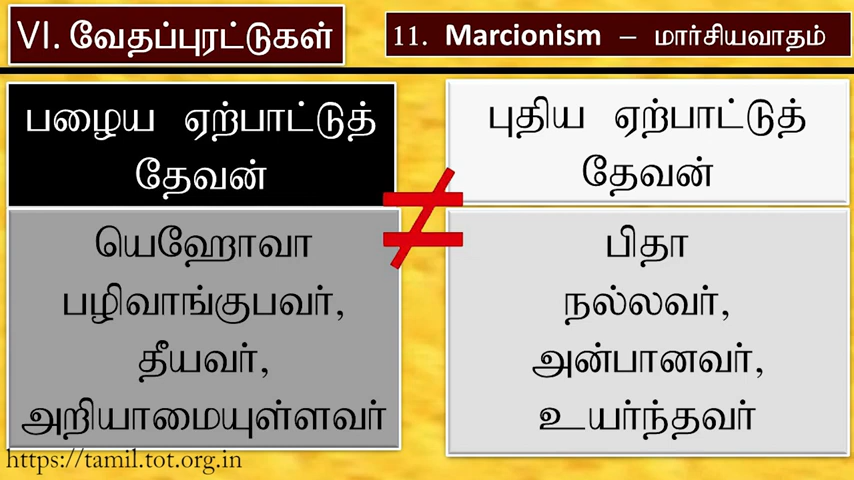 VI. வேதப்புரட்டுகள்
11. Marcionism – மார்சியவாதம்
பழைய ஏற்பாட்டுத்
தேவன்
≠
புதிய ஏற்பாட்டுத்
தேவன்
யெஹோவா
பழிவாங்குபவர்,
தீயவர்,
அறியாமையுள்ளவர்
பிதா
நல்லவர்,
அன்பானவர்,
உயர்ந்தவர்
https://tamil.tot.org.in